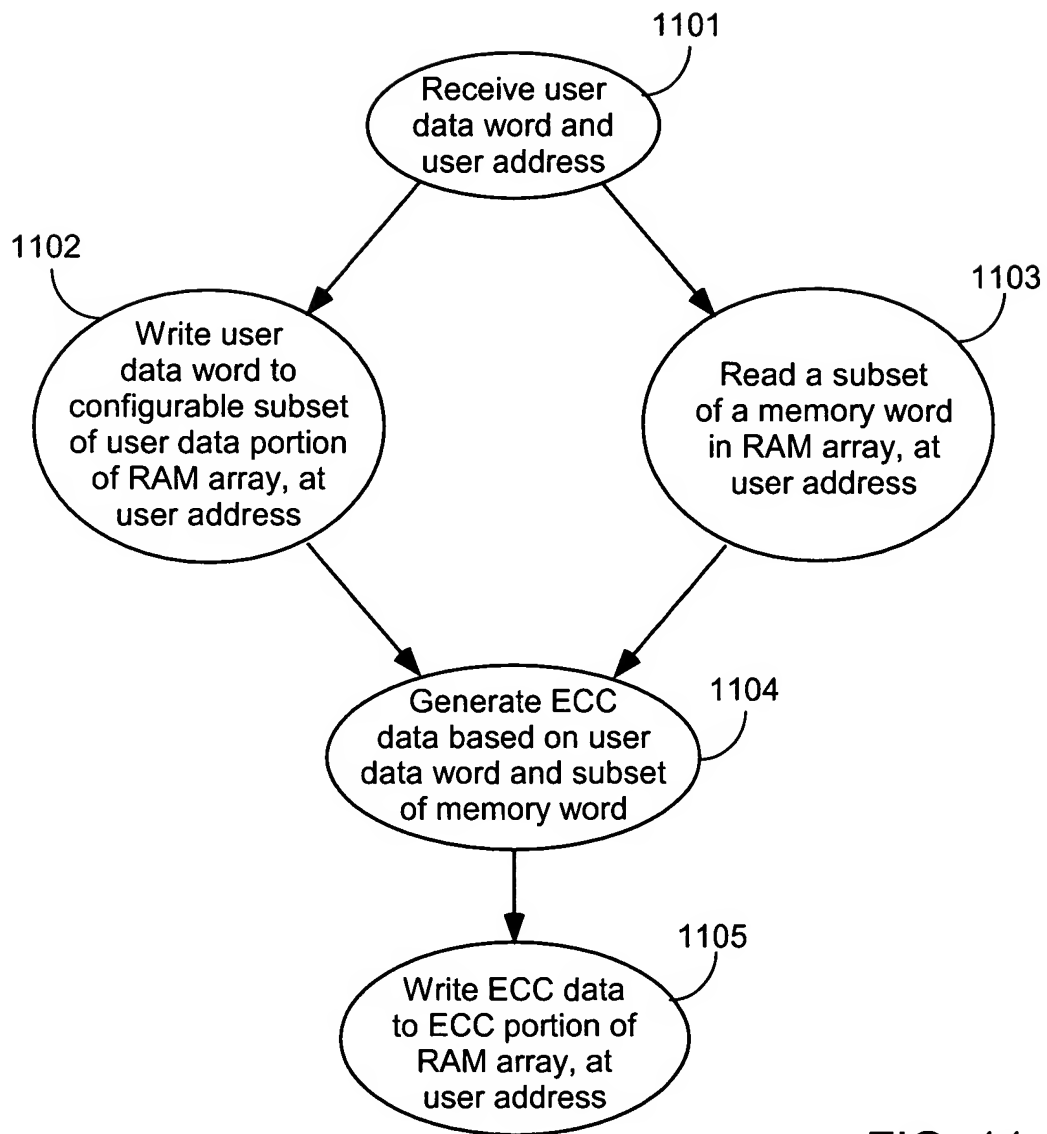 1101
Receive user
data word and
user address
1102
Write user
data word to
configurable subset
of user data portion
of RAM array, at
user address
1103
Read a subset
of a memory word
in RAM array, at
user address
1104
Generate ECC
data based on user
data word and subset
of memory word
1105
Write ECC data
to ECC portion of
RAM array, at
user address